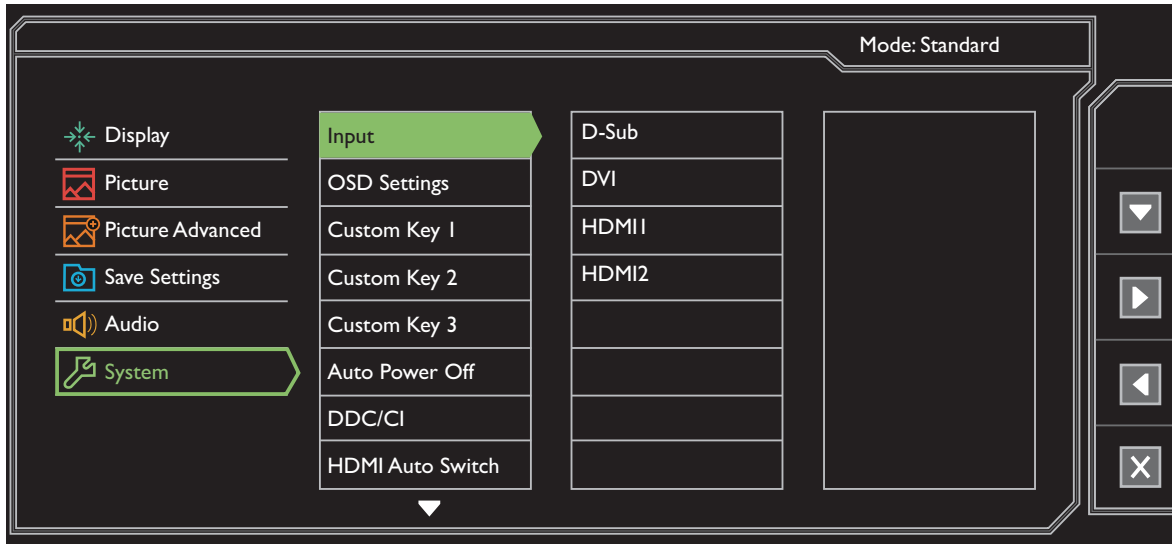 Mode: Standard
Display
Picture
Picture Advanced
Save Settings
Audio
System
Input
OSD Settings
Custom Key 1
Custom Key 2
Custom Key 3
Auto Power Off
DDC/CI
HDMI Auto Switch
D-Sub
DVI
HDMI1
HDMI2